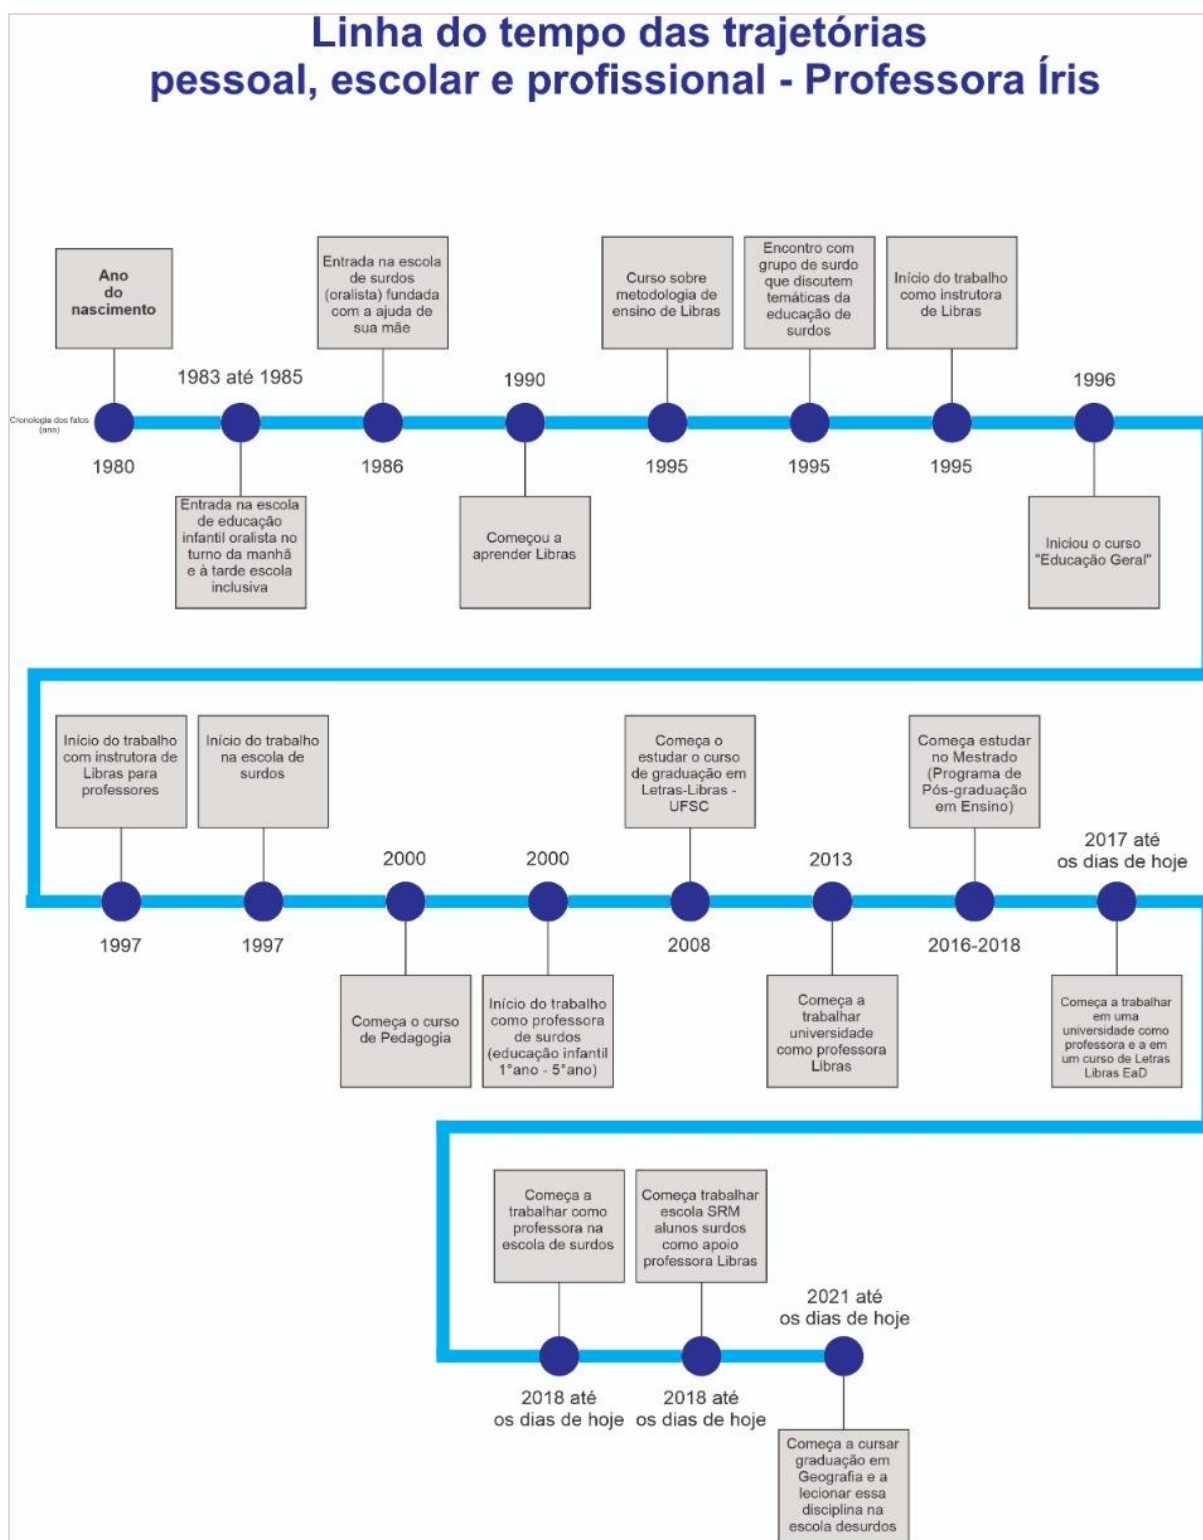 Linha do tempo das trajetórias
pessoal, escolar e profissional - Professora Íris
Ano
do
nascimento
Entrada na escola
de surdos
(oralista) fundada
com a ajuda de
sua mãe
Curso sobre
metodologia de
ensino de Libras
Encontro com
grupo de surdo
que discutem
temáticas da
educação de
surdos
Início do trabalho
como instrutora
de Libras
1983 até 1985
1990
1996
Cronologia dos fatos
(ano)
1980
1986
1995
1995
1995
Entrada na escola
de educação
infantil oralista no
turno da manhã
e à tarde escola
inclusiva
Começou a
aprender Libras
Iniciou o curso
"Educação Geral"
Início do trabalho
com instrutora de
Libras para
professores
Início do trabalho
na escola de
surdos
Começa o
estudar o curso
de graduação em
Letras-Libras -
UFSC
Começa estudar
no Mestrado
(Programa de
Pós-graduação
em Ensino)
2000
2000
2013
2017 até
os dias de hoje
1997
1997
2008
2016-2018
Começa o curso
de Pedagogia
Início do trabalho
como professora
de surdos
(educação infantil
1°ano - 5°ano)
Começa a
trabalhar
universidade
como professora
Libras
Começa a trabalhar
em uma
universidade como
professora e a em
um curso de Letras
Libras EaD
Começa a
trabalhar como
professora na
escola de surdos
Começa trabalhar
escola SRM
alunos surdos
como apoio
professora Libras
2021 até
os dias de hoje
2018 até
os dias de hoje
2018 até
os dias de hoje
Começa a cursar
graduação em
Geografia e a
lecionar essa
disciplina na
escola desurdos